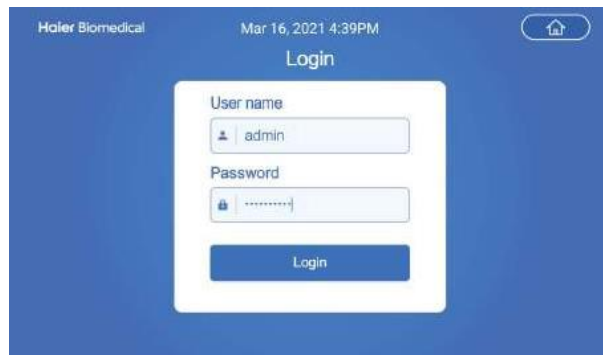 Haier Biomedical
Mar 16, 2021 4:39PM
Login
User name
admin
Password
Login